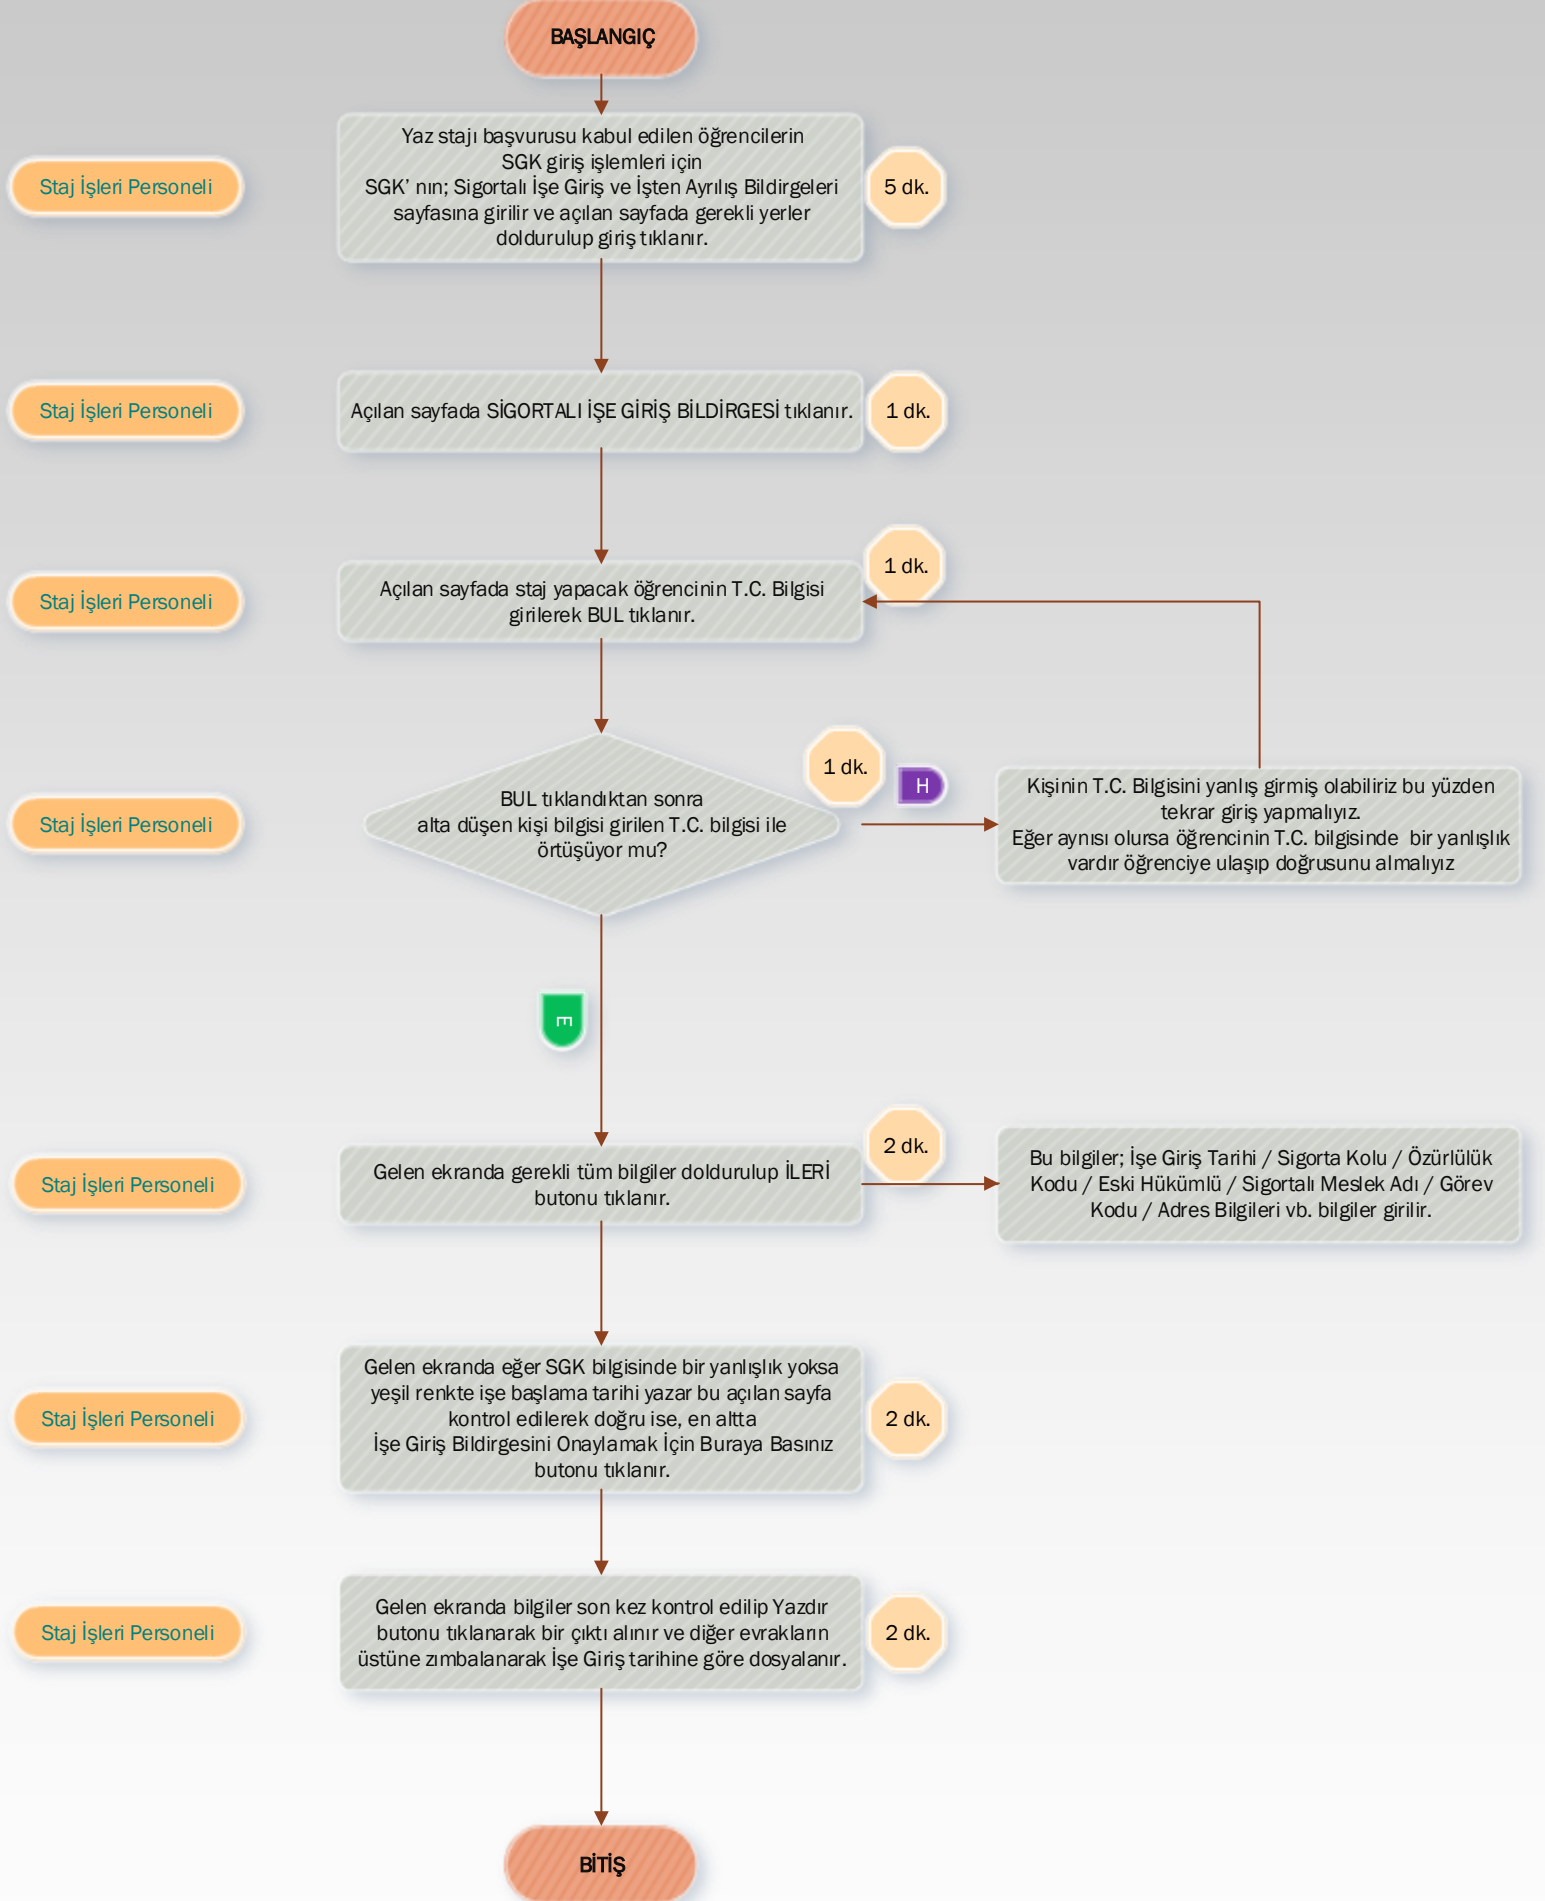 BAŞLANGIÇ
Staj İşleri Personeli
Yaz stajı başvurusu kabul edilen öğrencilerin
SGK giriş işlemleri için
SGK’ nın; Sigortalı İşe Giriş ve İşten Ayrılış Bildirgeleri
sayfasına girilir ve açılan sayfada gerekli yerler
doldurulup giriş tıklanır.
5 dk.
Staj İşleri Personeli
Açılan sayfada SİGORTALI İŞE GİRİŞ BİLDİRGESİ tıklanır.
1 dk.
Staj İşleri Personeli
Açılan sayfada staj yapacak öğrencinin T.C. Bilgisi
girilerek BUL tıklanır.
1 dk.
Staj İşleri Personeli
BUL tıklandıktan sonra
alta düşen kişi bilgisi girilen T.C. bilgisi ile
örtüşüyor mu?
1 dk.
H
Kişinin T.C. Bilgisini yanlış girmiş olabiliriz bu yüzden
tekrar giriş yapmalıyız.
Eğer aynısı olursa öğrencinin T.C. bilgisinde  bir yanlışlık
vardır öğrenciye ulaşıp doğrusunu almalıyız
E
Staj İşleri Personeli
Gelen ekranda gerekli tüm bilgiler doldurulup İLERİ
butonu tıklanır.
2 dk.
Bu bilgiler; İşe Giriş Tarihi / Sigorta Kolu / Özürlülük
Kodu / Eski Hükümlü / Sigortalı Meslek Adı / Görev
Kodu / Adres Bilgileri vb. bilgiler girilir.
Staj İşleri Personeli
Gelen ekranda eğer SGK bilgisinde bir yanlışlık yoksa
yeşil renkte işe başlama tarihi yazar bu açılan sayfa
kontrol edilerek doğru ise, en altta
İşe Giriş Bildirgesini Onaylamak İçin Buraya Basınız
butonu tıklanır.
2 dk.
Staj İşleri Personeli
Gelen ekranda bilgiler son kez kontrol edilip Yazdır
butonu tıklanarak bir çıktı alınır ve diğer evrakların
üstüne zımbalanarak İşe Giriş tarihine göre dosyalanır.
2 dk.
BİTİŞ